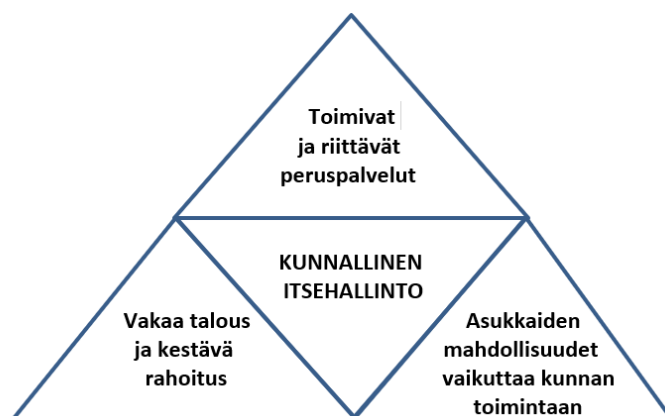 Toimivat
ja riittävät
peruspalvelut
KUNNALLINEN
ITSEHALLINTO
Vakaa talous
ja kestävä
rahoitus
Asukkaiden
mahdollisuudet
vaikuttaa kunnan
toimintaan